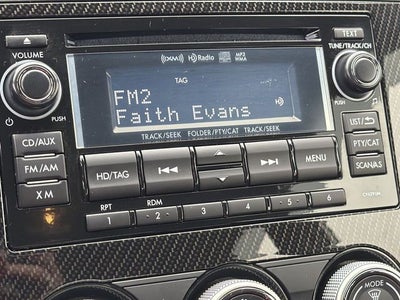 VOLUME
(XM)) HD Radio MP3 WMA
TEXT
TUNE/TRACK/CH
TAG
FM2
Faith Evans
PUSH
PUSH
TRACK/SEEK FOLDER/PTY/CAT TRACK/SEEK
LIST/
CD/AUX
PTY/CAT
FM/AM
HD/TAG
MENU
SCAN/AS
XM
RPT RDM
1 -2- 3 4 -5- 6
MODE